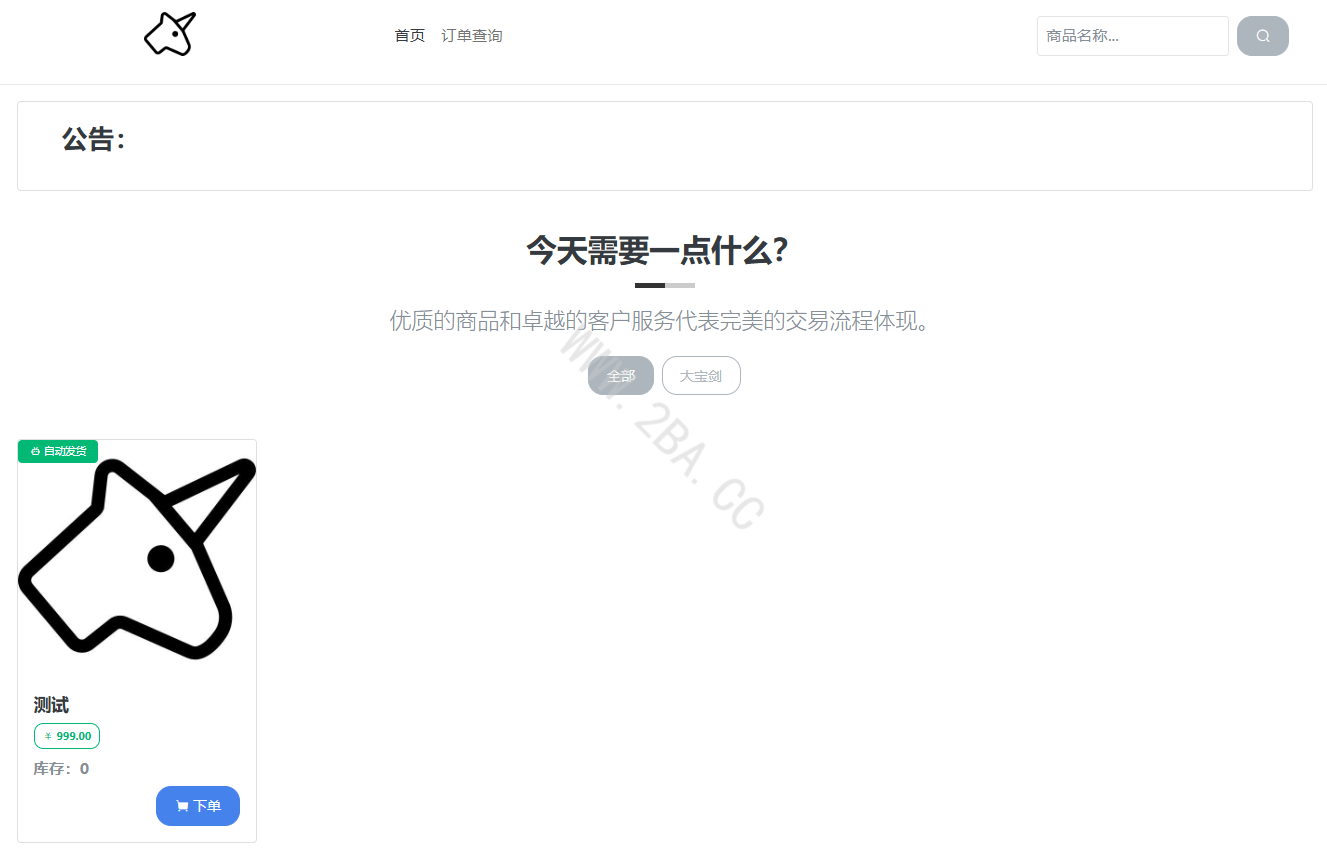 首页 订单查询 商品名称...
公告：
今天需要一点什么？
优质的商品和卓越的客户服务代表完美的交易流程体现。
全部 大宝剑
WWW.2BA.CC
自动发货
测试
¥ 999.00
库存：0
下单